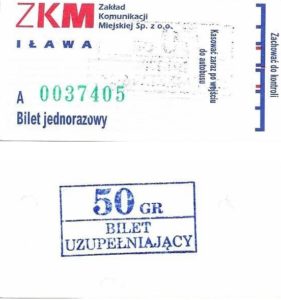 ZKM Zakład
Komunikacji
Miejskiej Sp. z o.o.
IŁAWA
A 0037405
Bilet jednorazowy
Kasować zaraz po wejściu
do autobusu
Zachować do kontroli
50 GR
BILET
UZUPEŁNIAJĄCY